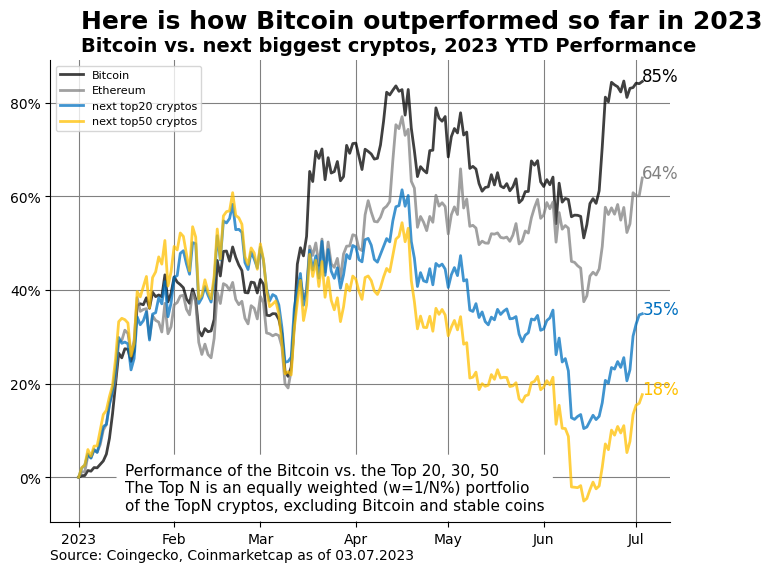 Here is how Bitcoin outperformed so far in 2023
Bitcoin vs. next biggest cryptos, 2023 YTD Performance
Bitcoin
Ethereum
next top20 cryptos
next top50 cryptos
80%
60%
40%
20%
0%
85%
64%
35%
18%
Performance of the Bitcoin vs. the Top 20, 30, 50
The Top N is an equally weighted (w=1/N%) portfolio
of the TopN cryptos, excluding Bitcoin and stable coins
2023 Feb Mar Apr May Jun Jul
Source: Coingecko, Coinmarketcap as of 03.07.2023